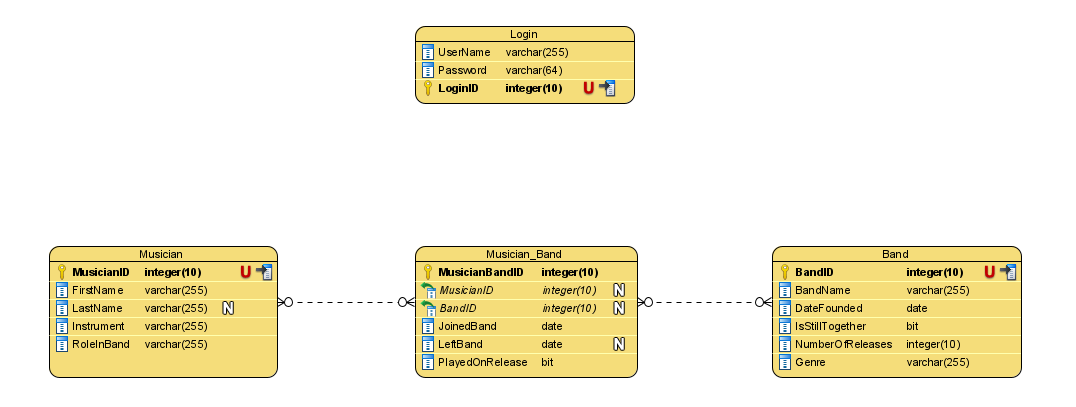 Login
UserName varchar(255)
Password varchar(64)
LoginID integer(10) U
Musician
MusicianID integer(10) U
FirstName varchar(255)
LastName varchar(255) N
Instrument varchar(255)
RoleInBand varchar(255)
Musician_Band
MusicianBandID integer(10)
MusicianID integer(10) N
BandID integer(10) N
JoinedBand date
LeftBand date N
PlayedOnRelease bit
Band
BandID integer(10) U
BandName varchar(255)
DateFounded date
IsStillTogether bit
NumberOfReleases integer(10)
Genre varchar(255)